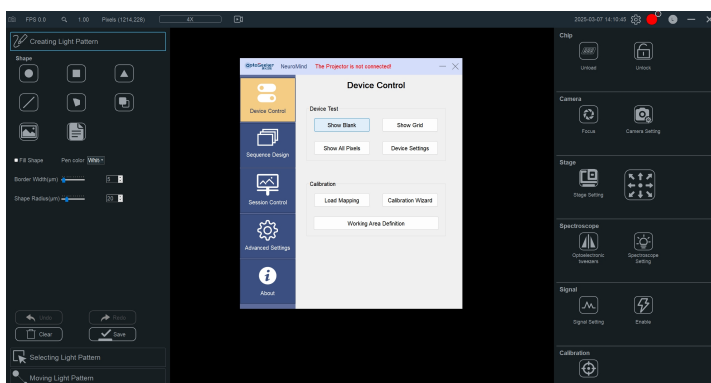 FPS 0.0 1.00 Pixels (1214,228) 4X 2025-03-07 14:10:45
Creating Light Pattern
Shape
Fill Shape Pen color Whit
Border Width(μm) 5
Shape Radius(μm) 20
Undo Redo
Clear Save
Selecting Light Pattern
Moving Light Pattern
NeuroMind The Projector is not connected!
Device Control
Sequence Design
Session Control
Advanced Settings
About
Device Control
Device Test
Show Blank Show Grid
Show All Pixels Device Settings
Calibration
Load Mapping Calibration Wizard
Working Area Definition
Chip
Unload Unlock
Camera
Focus Camera Setting
Stage
Stage Setting
Spectroscope
Optoelectronic Spectroscope
tweezers Setting
Signal
Signal Setting Enable
Calibration